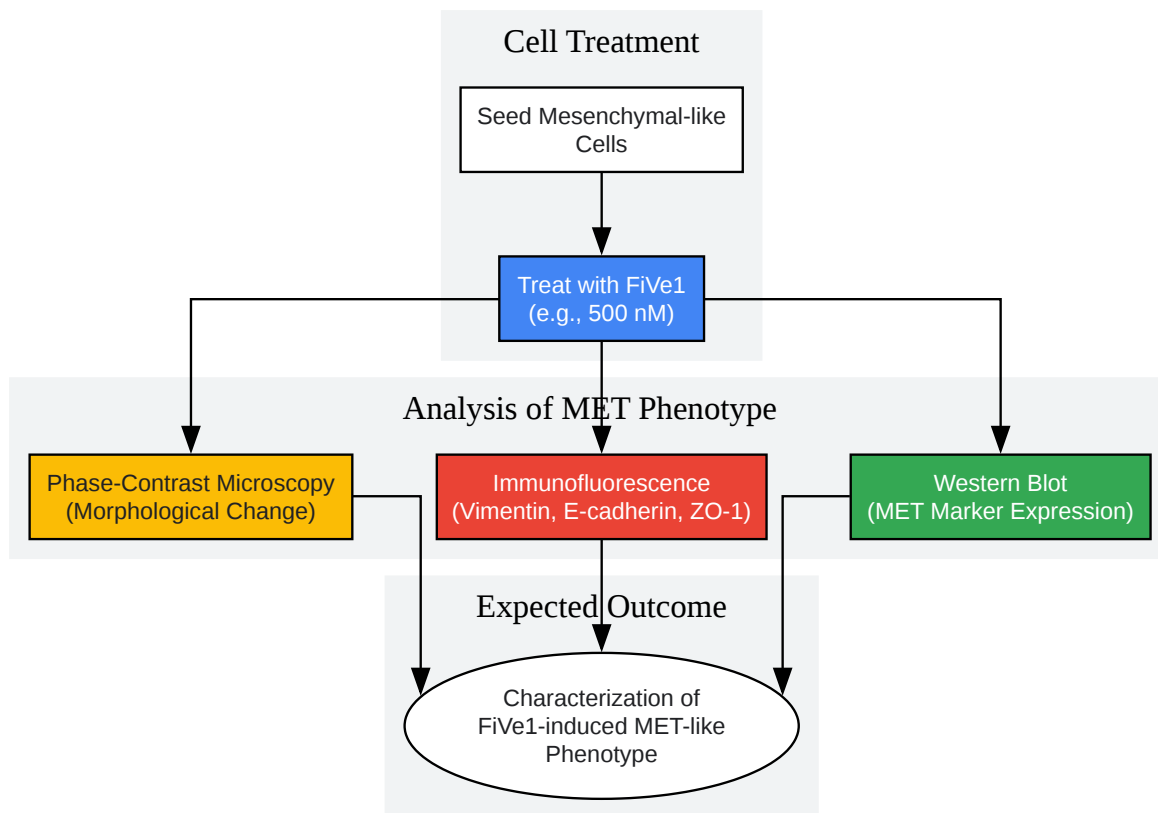 Cell Treatment
Seed Mesenchymal-like
Cells
Treat with FiVe1
(e.g., 500 nM)
Analysis of MET Phenotype
Phase-Contrast Microscopy
(Morphological Change)
Immunofluorescence
(Vimentin, E-cadherin, ZO-1)
Western Blot
(MET Marker Expression)
Expected Outcome
Characterization of
FiVe1-induced MET-like
Phenotype